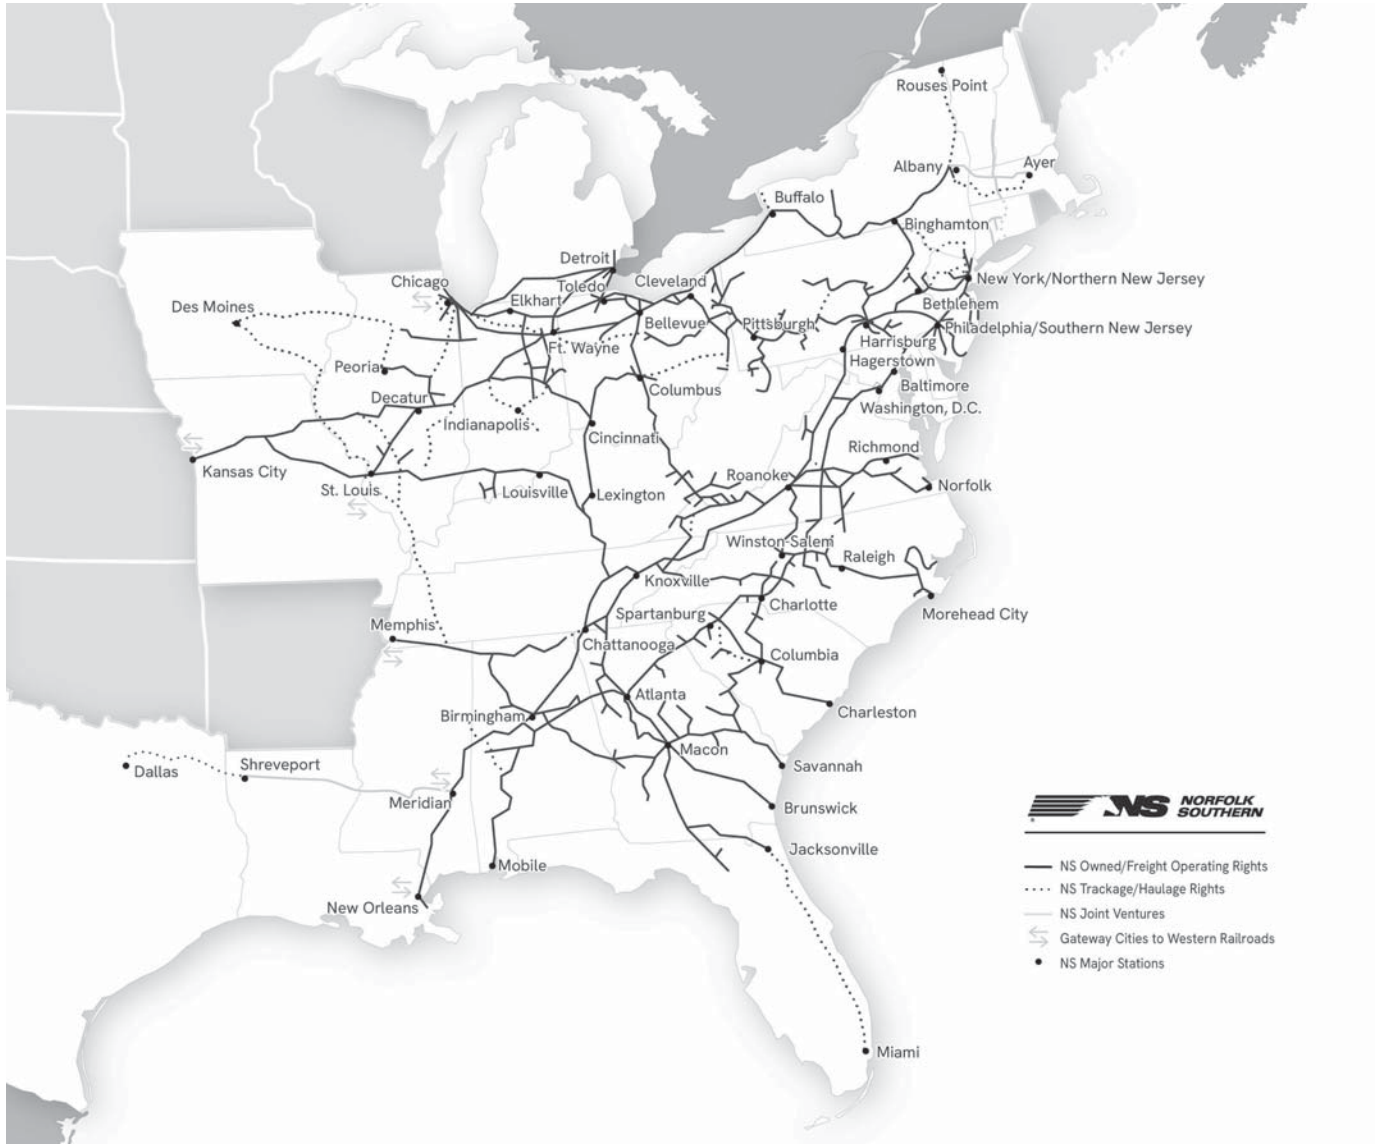 Rouses Point
Albany
Ayer
Buffalo
Binghamton
Detroit
Chicago
Toledo
Cleveland
New York/Northern New Jersey
Elkhart
Des Moines
Bethlehem
Bellevue
Pittsburgh
Philadelphia/Southern New Jersey
Harrisburg
Ft. Wayne
Hagerstown
Peoria
Baltimore
Columbus
Decatur
Washington, D.C.
Indianapolis
Cincinnati
Richmond
Kansas City
Roanoke
Norfolk
St. Louis
Louisville
Lexington
Winston-Salem
Raleigh
Knoxville
Charlotte
Spartanburg
Morehead City
Memphis
Chattanooga
Columbia
Atlanta
Charleston
Birmingham
Macon
Shreveport
Savannah
Dallas
Meridian
Brunswick
Jacksonville
Mobile
New Orleans
Miami
NS NORFOLK
SOUTHERN
NS Owned/Freight Operating Rights
NS Trackage/Haulage Rights
NS Joint Ventures
Gateway Cities to Western Railroads
NS Major Stations